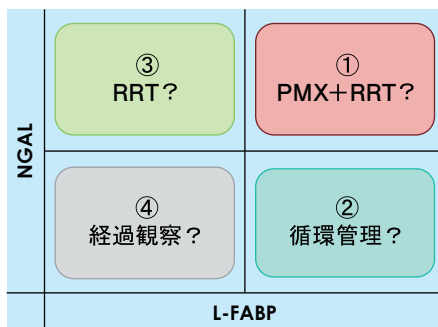 ③
RRT？
①
PMX＋RRT？
NGAL
④
経過観察？
②
循環管理？
L-FABP